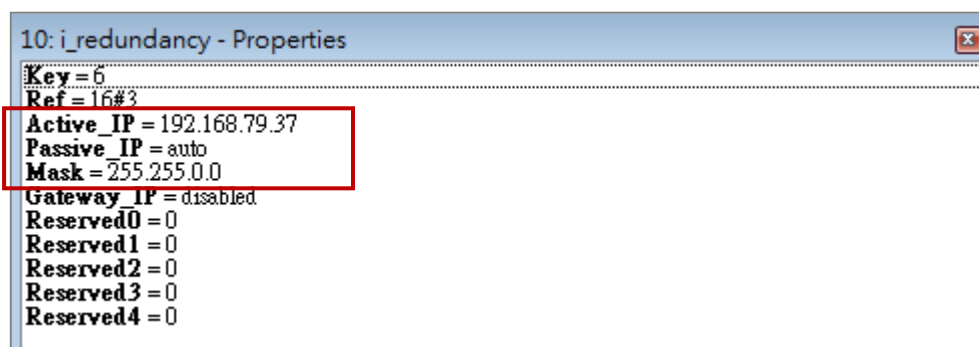 10: i_redundancy - Properties
Key = 6
Ref = 16#3
Active_IP = 192.168.79.37
Passive_IP = auto
Mask = 255.255.0.0
Gateway_IP = disabled
Reserved0 = 0
Reserved1 = 0
Reserved2 = 0
Reserved3 = 0
Reserved4 = 0